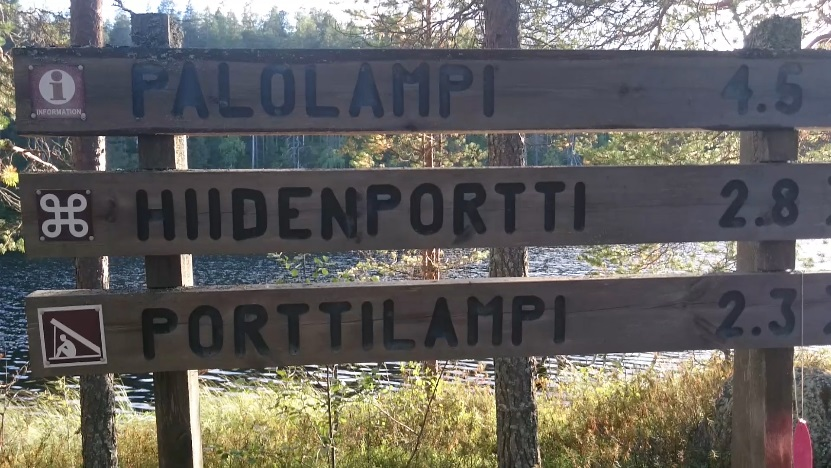 INFORMATION
PALOLAMPI 4.5
HIIDENPORTTI 2.8
PORTTILAMPI 2.3